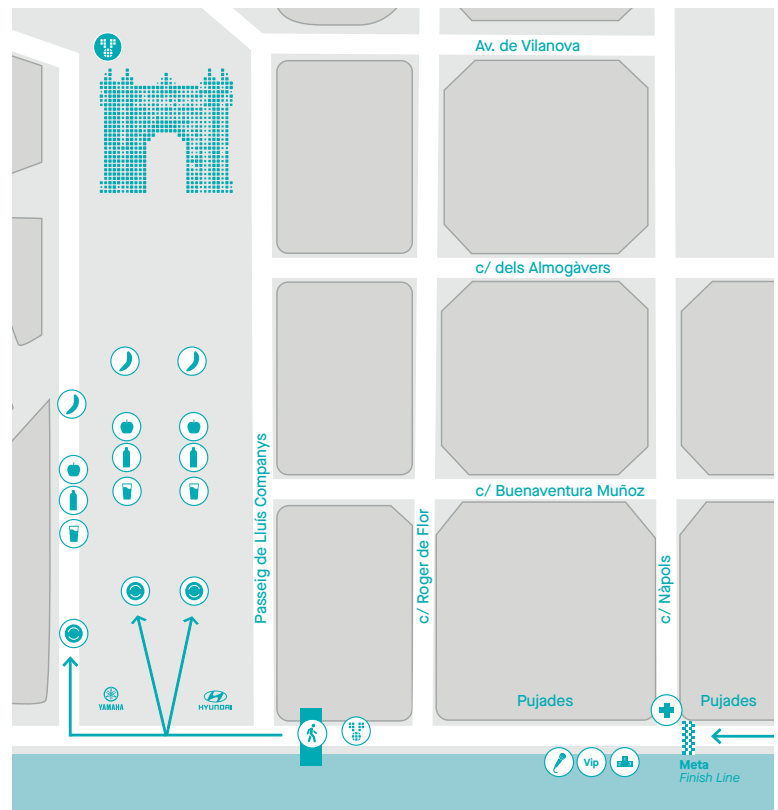 Av. de Vilanova
c/ dels Almogàvers
Passeig de Lluís Companys
c/ Buenaventura Muñoz
c/ Roger de Flor
c/ Nàpols
YAMAHA
HYUNDAI
Pujades
Pujades
Vip
Meta
Finish Line